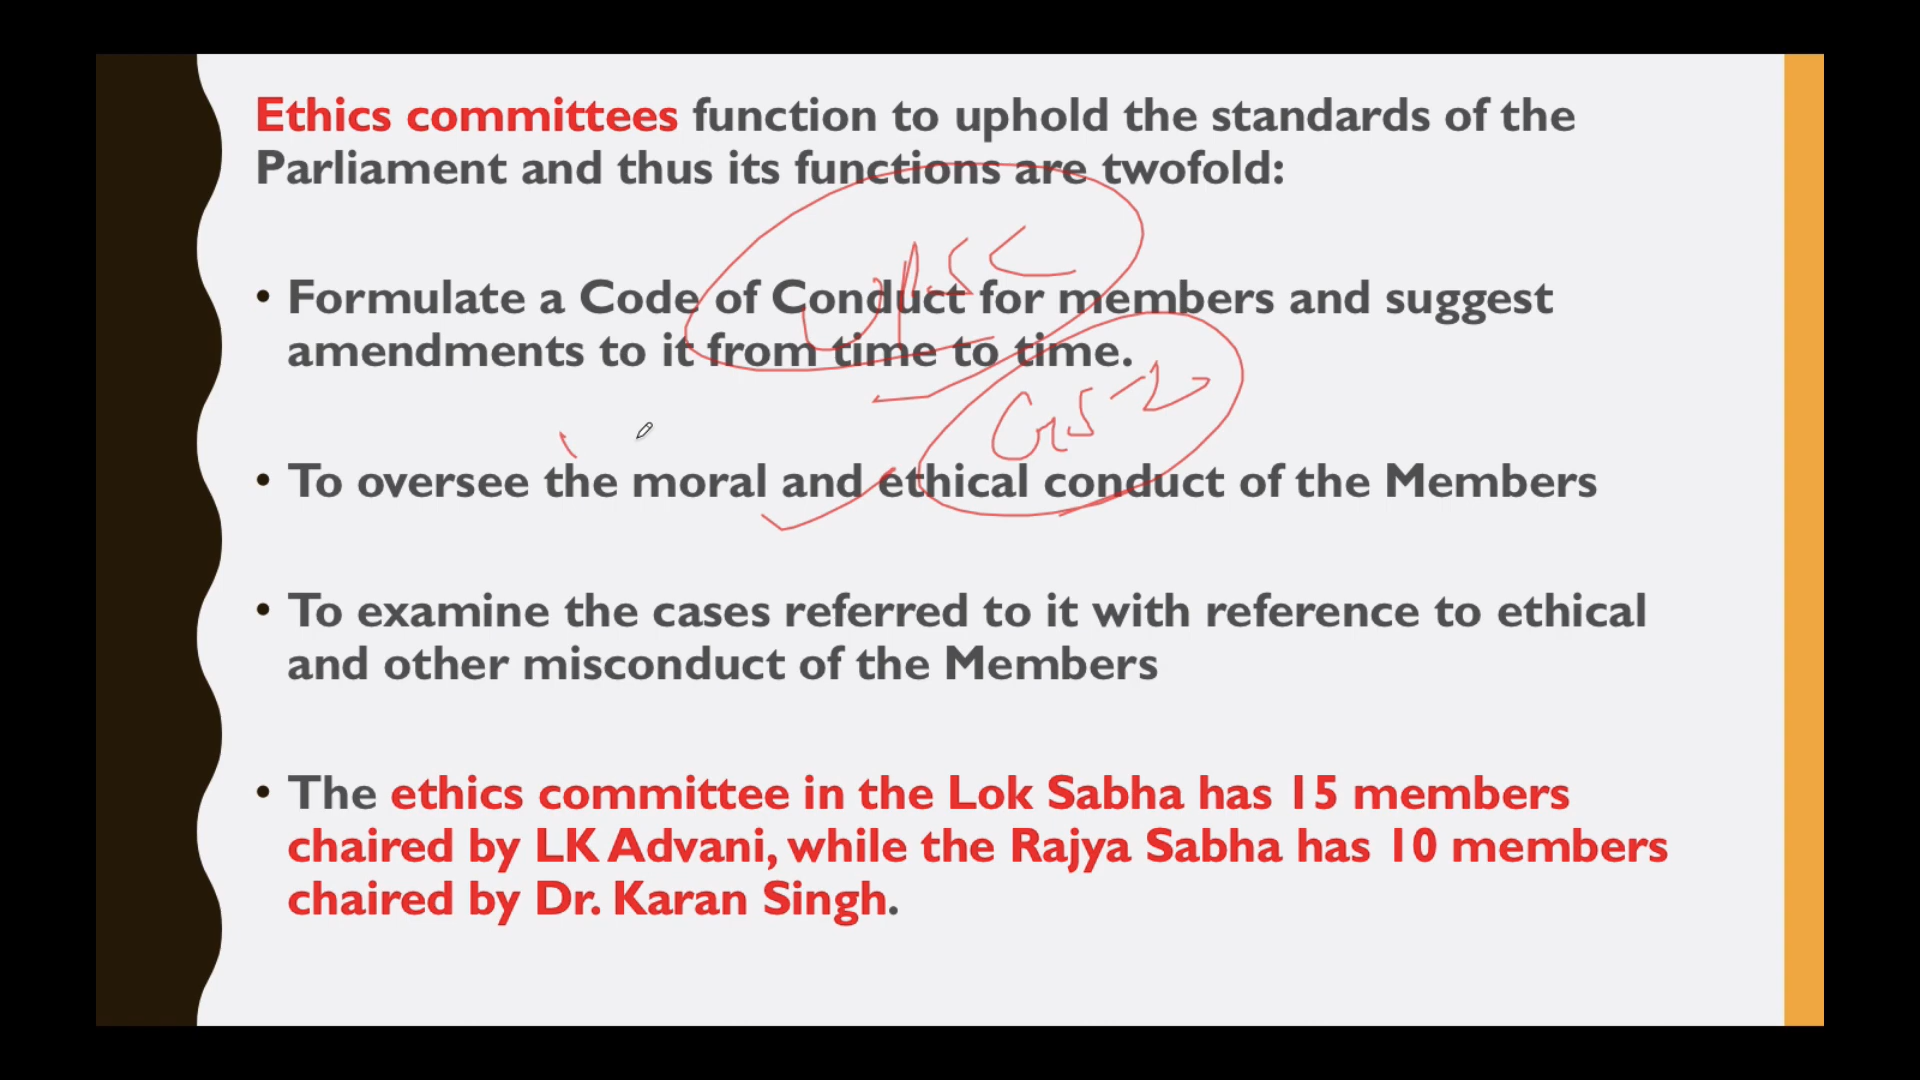 Ethics committees function to uphold the standards of the
Parliament and thus its functions are twofold:
• Formulate a Code of Conduct for members and suggest
amendments to it from time to time.
UPSC
GS-2
• To oversee the moral and ethical conduct of the Members
• To examine the cases referred to it with reference to ethical
and other misconduct of the Members
• The ethics committee in the Lok Sabha has 15 members
chaired by LK Advani, while the Rajya Sabha has 10 members
chaired by Dr. Karan Singh.